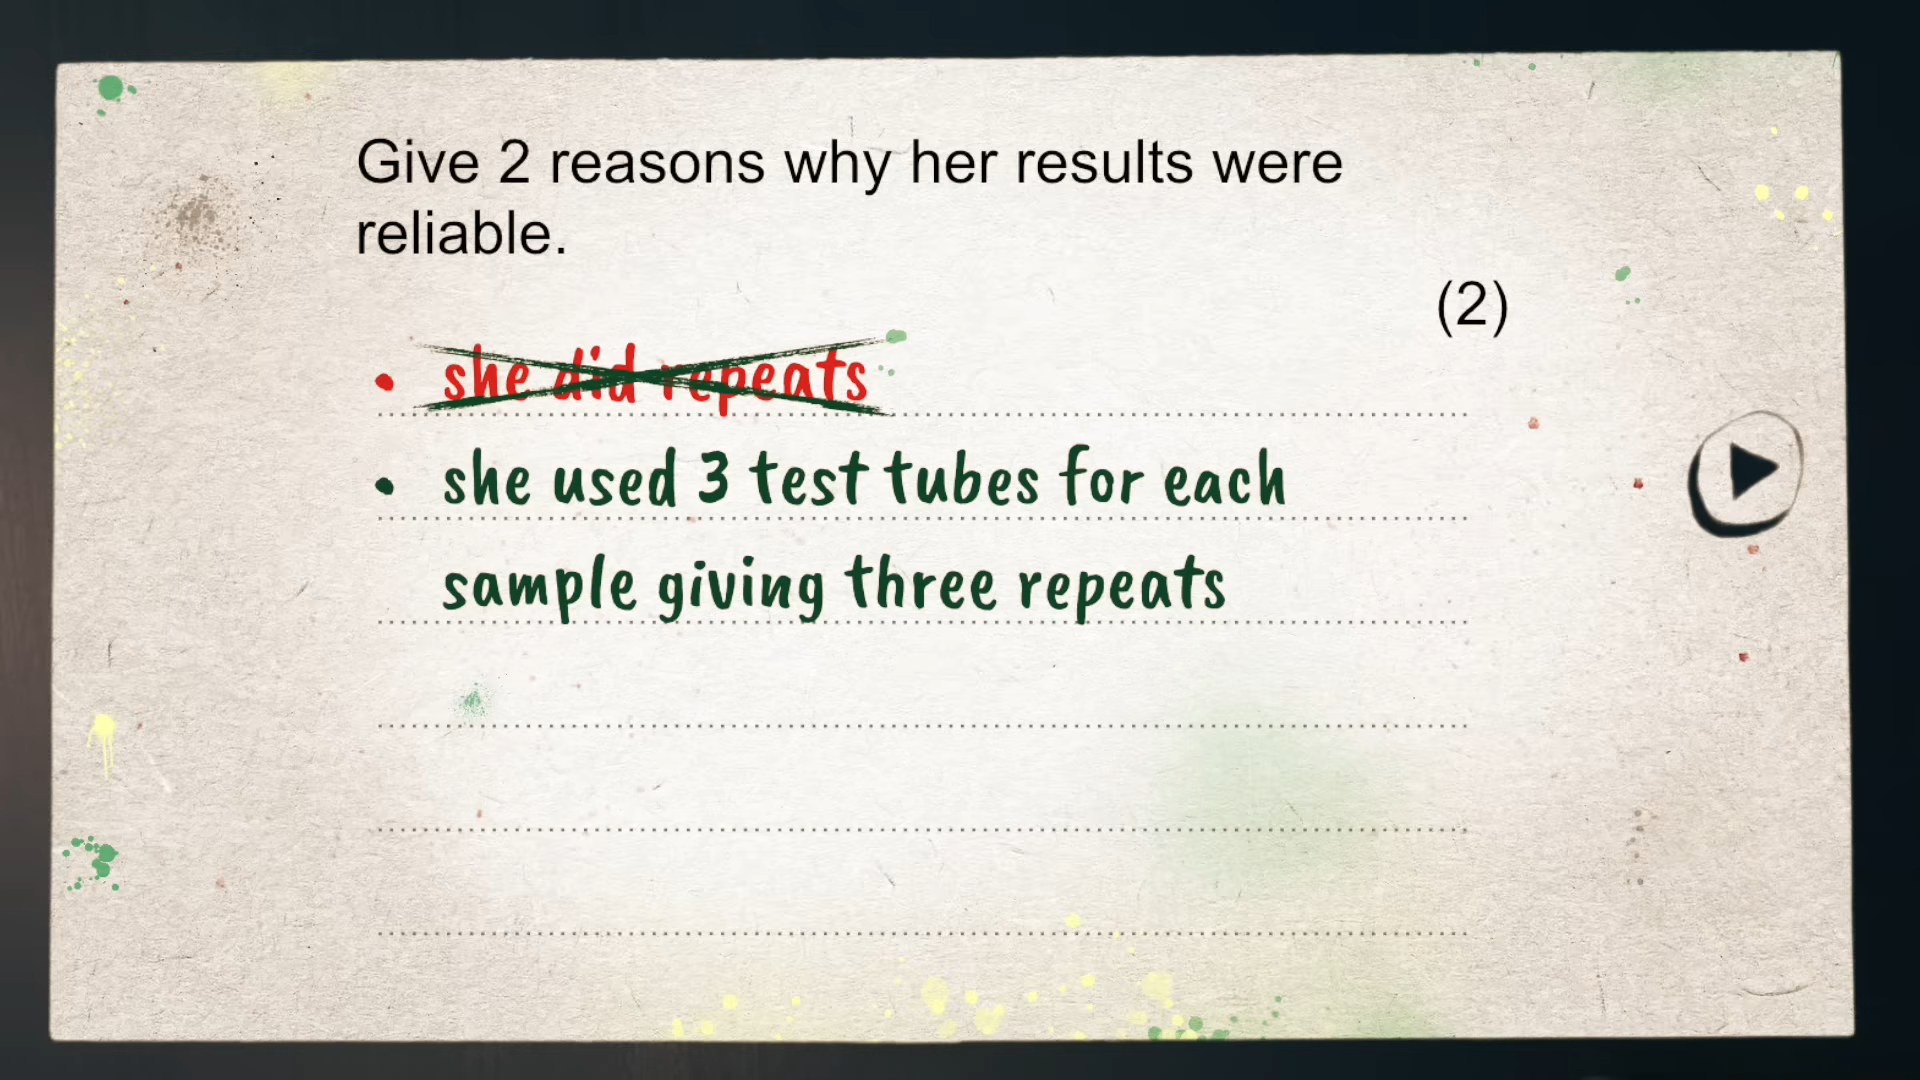 Give 2 reasons why her results were
reliable.
(2)
• she did repeats
• she used 3 test tubes for each
sample giving three repeats